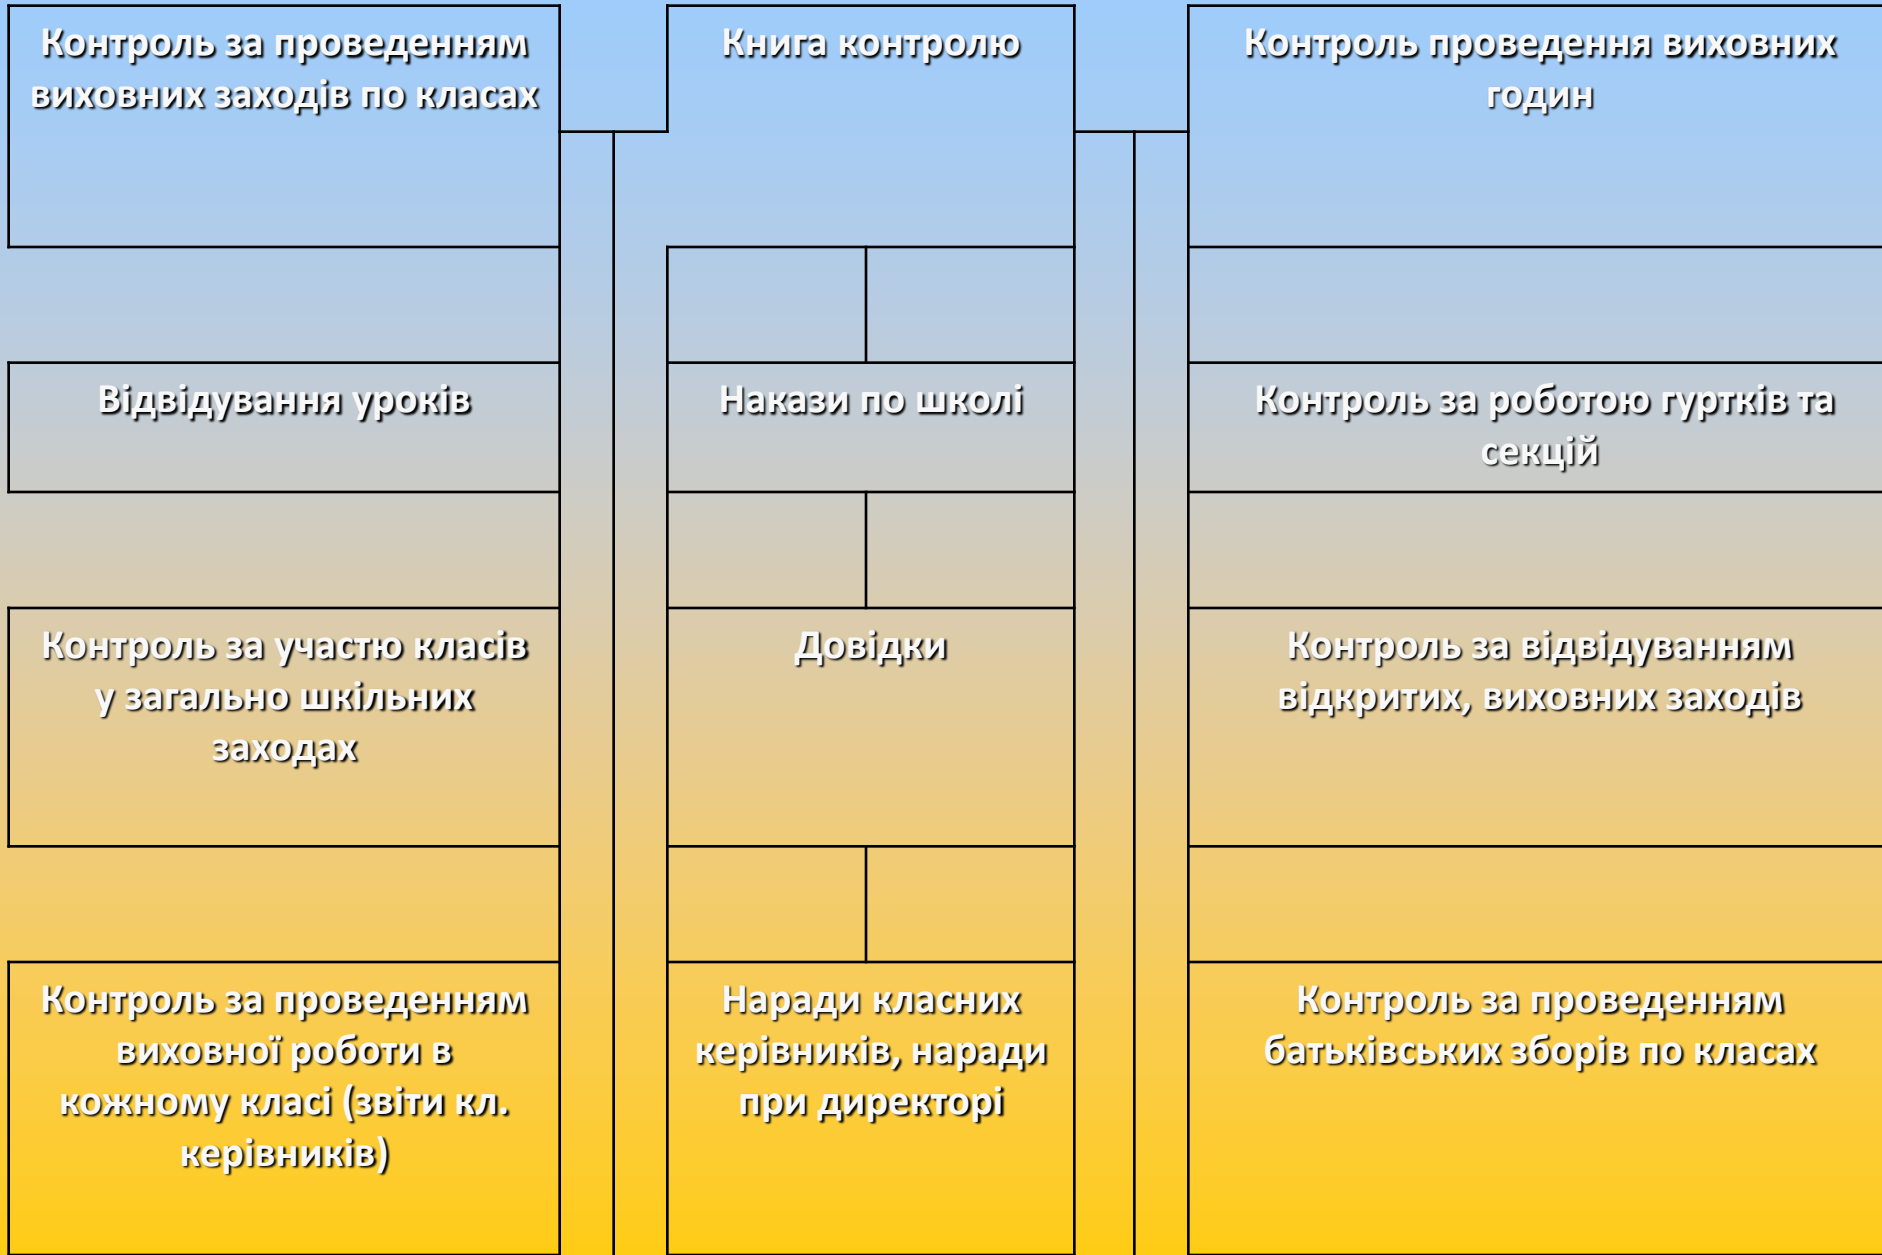 Контроль за проведенням
виховних заходів по класах
Книга контролю
Контроль проведення виховних
годин
Відвідування уроків
Накази по школі
Контроль за роботою гуртків та
секцій
Контроль за участю класів
у загально шкільних
заходах
Довідки
Контроль за відвідуванням
відкритих, виховних заходів
Контроль за проведенням
виховної роботи в
кожному класі (звіти кл.
керівників)
Наради класних
керівників, наради
при директорі
Контроль за проведенням
батьківських зборів по класах